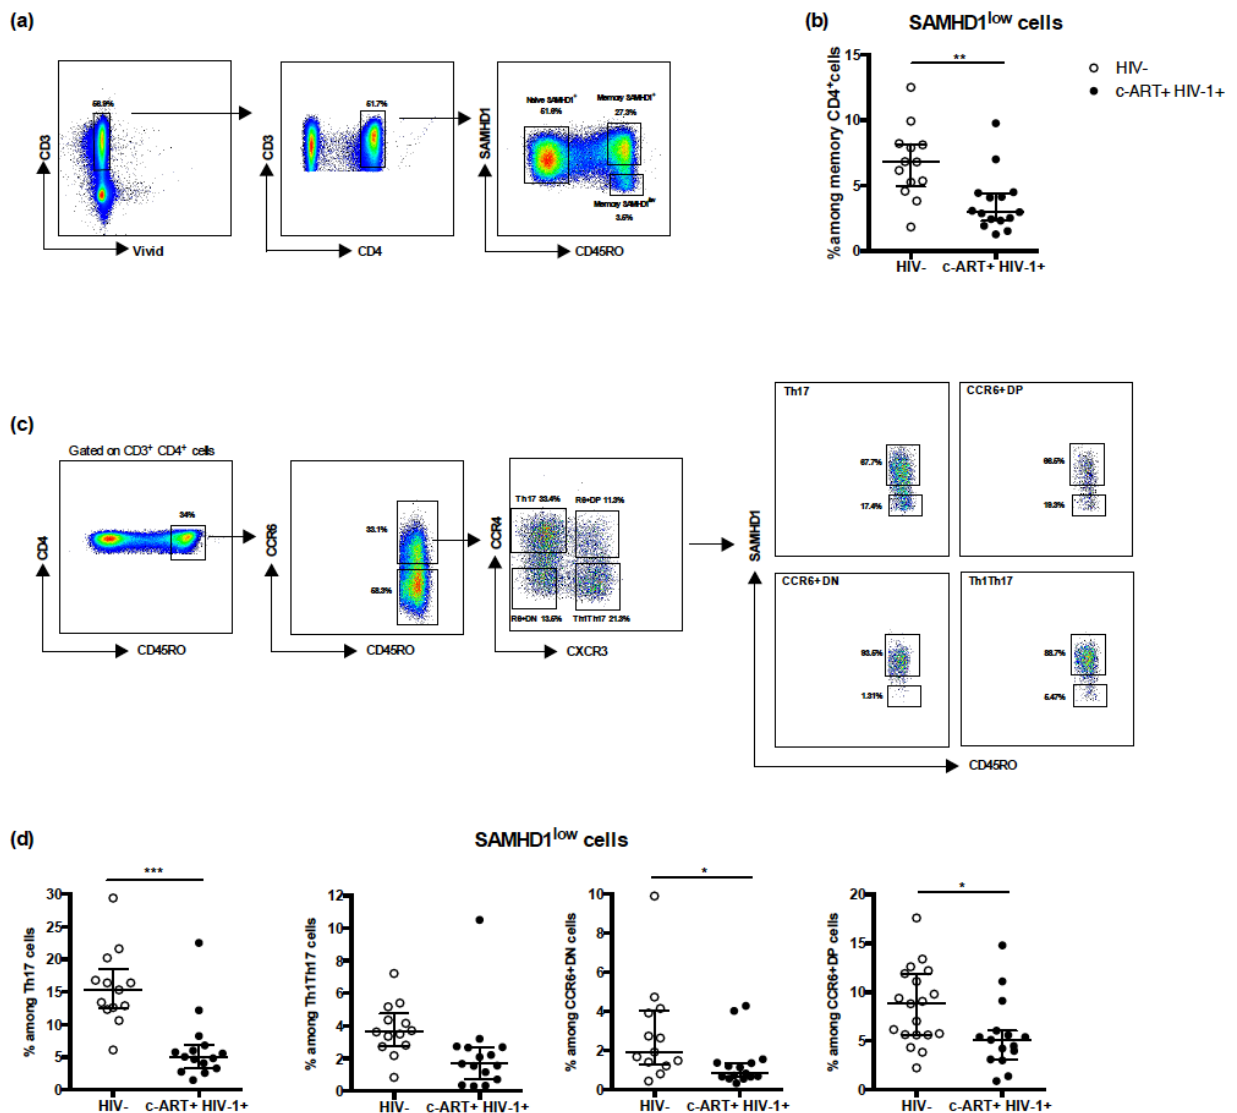 (a)
58.9%
CD3
Vivid
51.7%
CD3
CD4
Naive SAMHD1+
51.6%
Memory SAMHD1+
27.3%
Memory SAMHD1low
3.5%
SAMHD1
CD45RO
(b)
SAMHD1low cells
% among memory CD4+cells
15
10
5
0
**
HIV-
c-ART+ HIV-1+
HIV-
c-ART+ HIV-1+
(c)
Gated on CD3+ CD4+ cells
34%
CD4
CD45RO
33.1%
58.3%
CCR6
CD45RO
Th17 33.4%
R6+DP 11.3%
R6+DN 13.5%
Th1Th17 21.3%
CCR4
CXCR3
Th17
67.7%
17.4%
CCR6+DP
66.5%
19.3%
CCR6+DN
93.5%
1.31%
Th1Th17
88.7%
5.47%
SAMHD1
CD45RO
(d)
SAMHD1low cells
% among Th17 cells
30
25
20
15
10
5
0
***
HIV-
c-ART+ HIV-1+
% among Th1Th17 cells
12
10
8
6
4
2
0
HIV-
c-ART+ HIV-1+
% among CCR6+DN cells
10
8
6
4
2
0
*
HIV-
c-ART+ HIV-1+
% among CCR6+DP cells
20
15
10
5
0
*
HIV-
c-ART+ HIV-1+